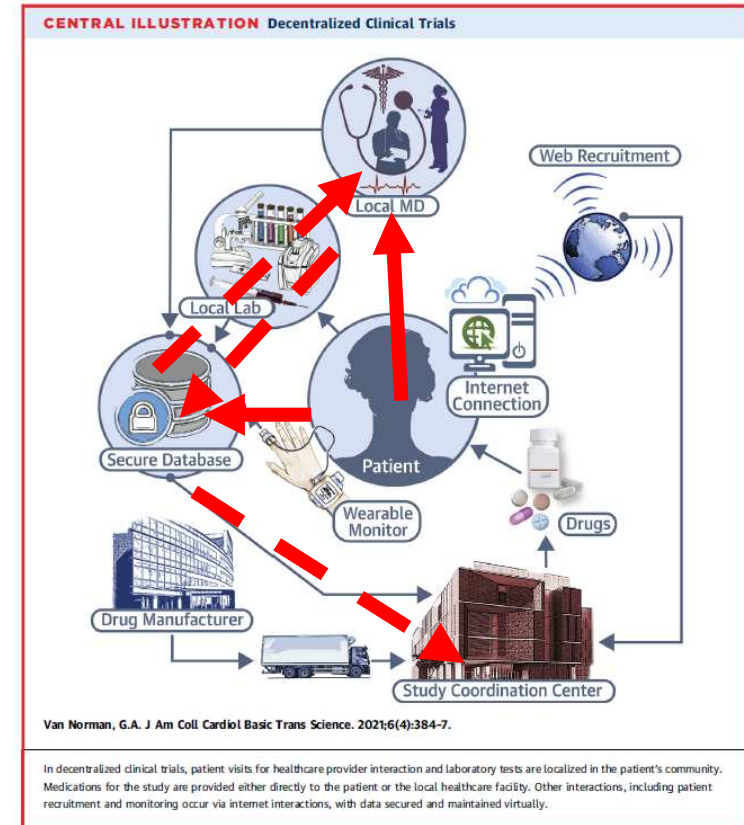 CENTRAL ILLUSTRATION Decentralized Clinical Trials
Web Recruitment
Local MD
Local Lab
Internet
Connection
Secure Database
Patient
Wearable
Monitor
Drugs
Drug Manufacturer
Study Coordination Center
Van Norman, G.A. J Am Coll Cardiol Basic Trans Science. 2021;6(4):384-7.
In decentralized clinical trials, patient visits for healthcare provider interaction and laboratory tests are localized in the patient's community.
Medications for the study are provided either directly to the patient or the local healthcare facility. Other interactions, including patient
recruitment and monitoring occur via internet interactions, with data secured and maintained virtually.